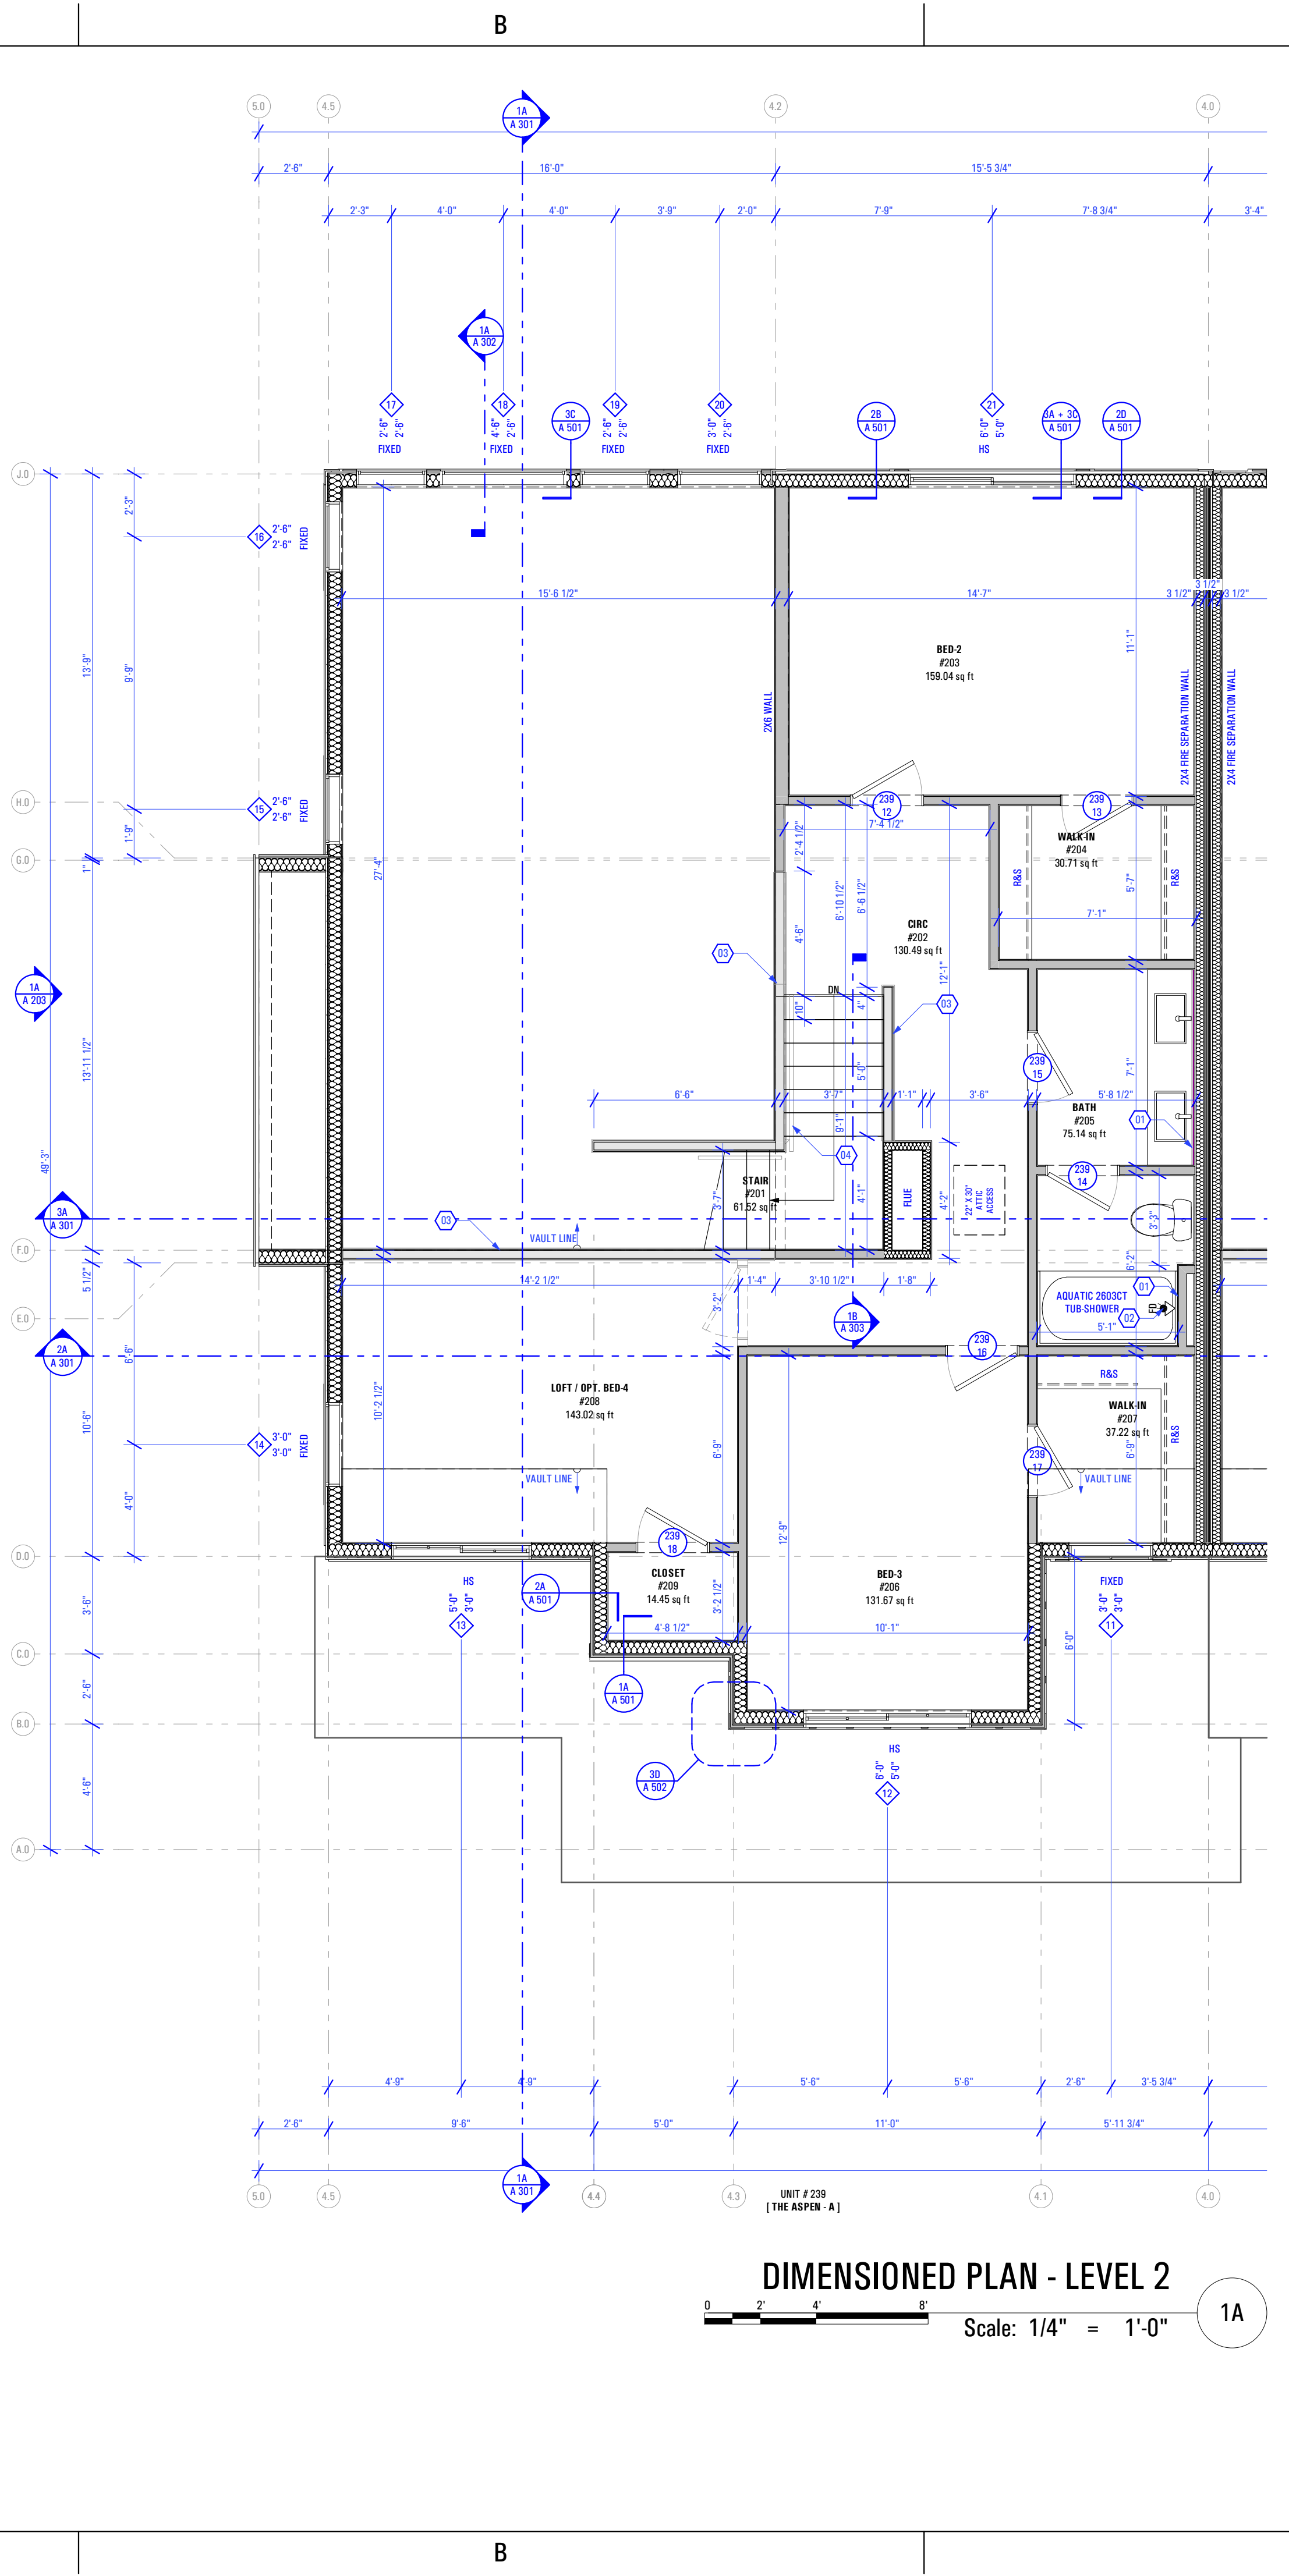 B
5.0
4.5
4.2
4.0
1A
A 301
2'-6"
16'-0"
15'-5 3/4"
2'-3"
4'-0"
4'-0"
3'-9"
2'-0"
7'-9"
7'-8 3/4"
3'-4"
1A
A 302
17
2'-6"
2'-6"
FIXED
18
4'-6"
2'-6"
FIXED
3C
A 501
19
2'-6"
2'-6"
FIXED
20
3'-0"
2'-6"
FIXED
2B
A 501
21
6'-0"
5'-0"
HS
3A + 3C
A 501
2D
A 501
J.0
2'-3"
16
2'-6"
2'-6"
FIXED
15'-6 1/2"
14'-7"
3 1/2"
3 1/2"
3 1/2"
11'-1"
BED-2
#203
159.04 sq ft
13'-9"
9'-9"
2X6 WALL
2X4 FIRE SEPARATION WALL
2X4 FIRE SEPARATION WALL
H.0
15
2'-6"
2'-6"
FIXED
1'-9"
239
12
239
13
7'-4 1/2"
2'-4 1/2"
WALK-IN
#204
30.71 sq ft
G.0
1"
27'-4"
R&S
R&S
5'-7"
6'-10 1/2"
6'-6 1/2"
7'-1"
CIRC
#202
130.49 sq ft
4'-6"
03
12'-1"
1A
A 203
DN
10"
4"
03
13'-11 1/2"
5'-0"
239
15
7'-1"
6'-6"
3'-7"
1'-1"
3'-6"
5'-8 1/2"
BATH
#205
75.14 sq ft
9'-1"
01
04
49'-3"
239
14
STAIR
#201
61.52 sq ft
3'-7"
4'-1"
FLUE
4'-2"
22" X 30"
ATTIC
ACCESS
3'-3"
3A
A 301
03
VAULT LINE
F.0
6'-2"
5 1/2"
14'-2 1/2"
1'-4"
3'-10 1/2"
1'-8"
3'-2"
01
AQUATIC 2603CT
TUB-SHOWER
FD
02
5'-1"
E.0
1B
A 303
239
16
2A
A 301
6'-6"
R&S
LOFT / OPT. BED-4
#208
143.02 sq ft
10'-2 1/2"
WALK-IN
#207
37.22 sq ft
R&S
10'-6"
14
3'-0"
3'-0"
FIXED
6'-9"
6'-9"
239
17
VAULT LINE
VAULT LINE
4'-0"
12'-9"
239
18
D.0
HS
5'-0"
3'-0"
13
2A
A 501
CLOSET
#209
14.45 sq ft
3'-2 1/2"
BED-3
#206
131.67 sq ft
FIXED
3'-0"
3'-0"
11
3'-6"
4'-8 1/2"
10'-1"
6'-0"
C.0
2'-6"
1A
A 501
B.0
HS
6'-0"
5'-0"
12
3D
A 502
4'-6"
A.0
4'-9"
4'-9"
5'-6"
5'-6"
2'-6"
3'-5 3/4"
2'-6"
9'-6"
5'-0"
11'-0"
5'-11 3/4"
1A
A 301
5.0
4.5
4.4
4.3
4.1
4.0
UNIT # 239
[ THE ASPEN - A ]
DIMENSIONED PLAN - LEVEL 2
0 2' 4' 8'
Scale: 1/4" = 1'-0"
1A
B